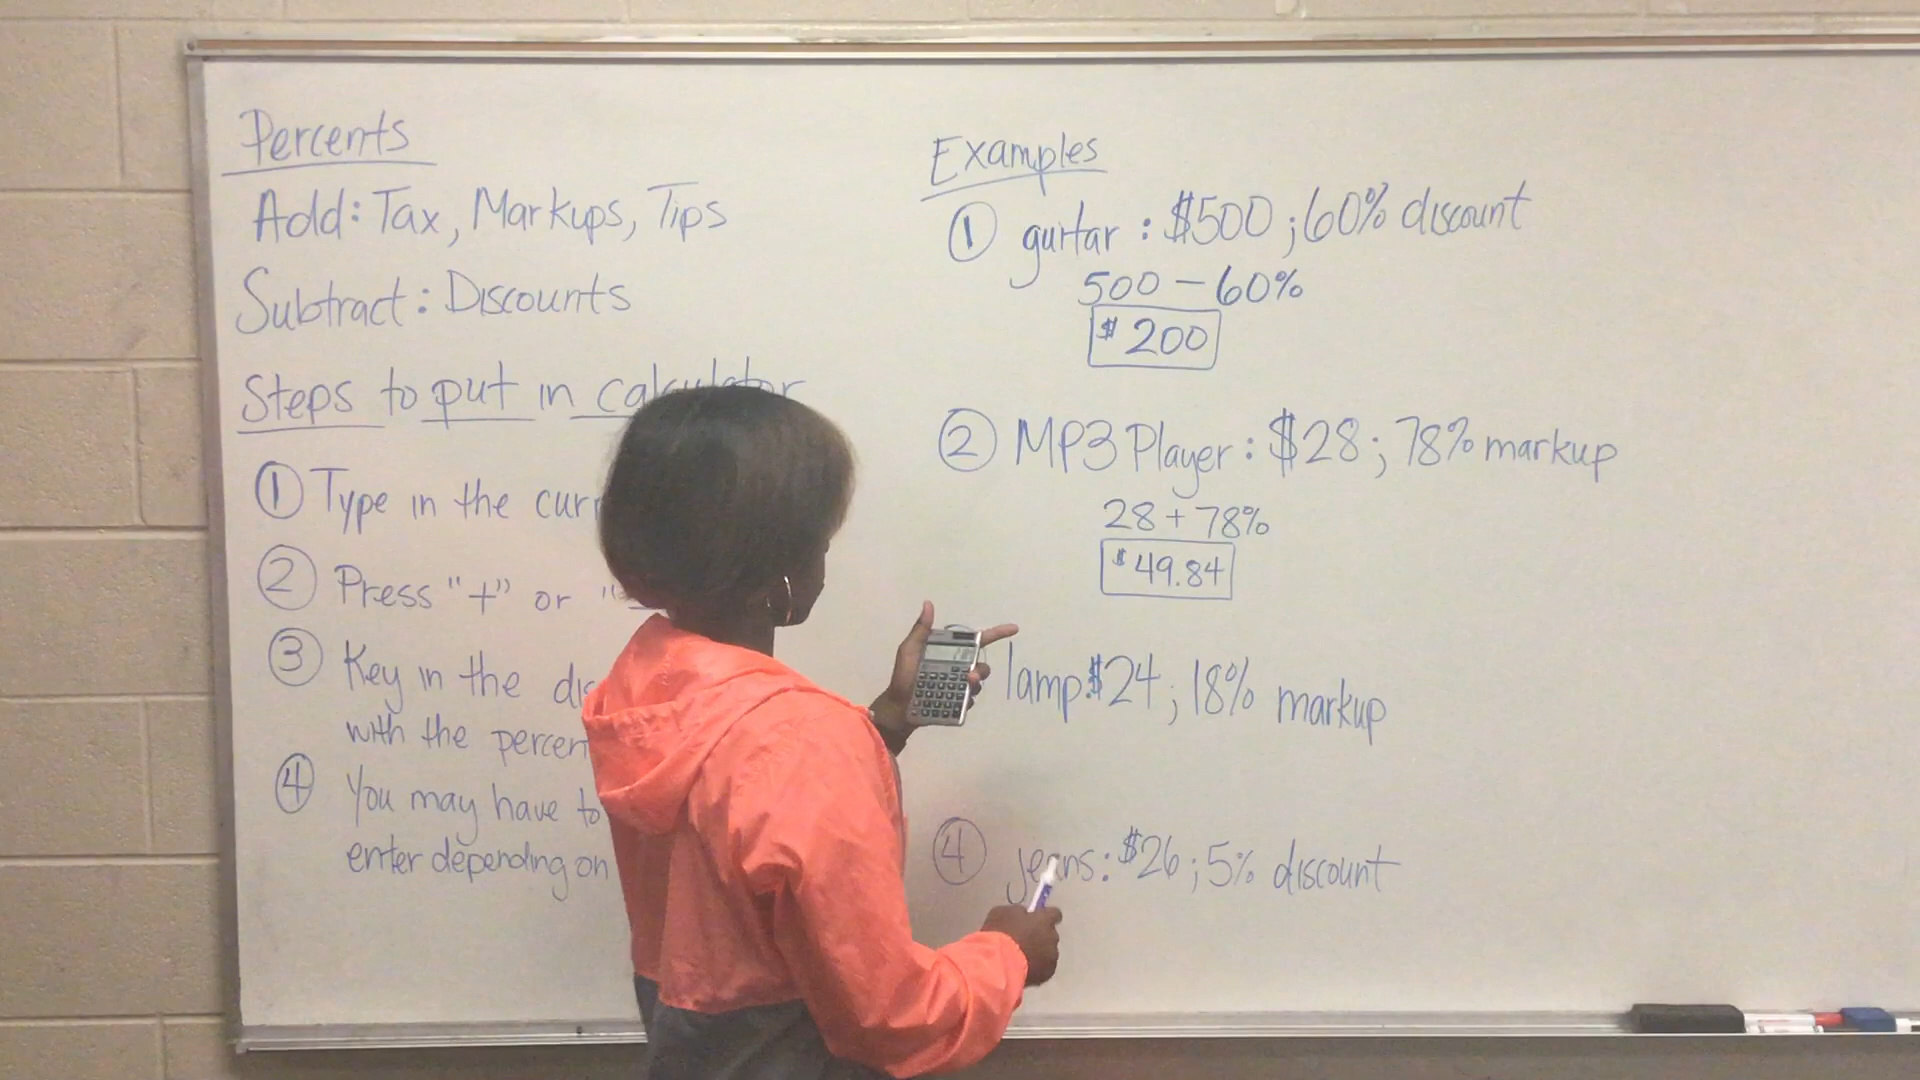 Percents
Add: Tax, Markups, Tips
Subtract: Discounts
Steps to put in calculator
① Type in the
② Press "+" or "-
③ Key in the
with the
④ You may have to
enter depending on
Examples
① guitar : $500 ; 60% discount
500 - 60%
$200
② MP3 Player : $28 ; 78% markup
28 + 78%
$49.84
lamp:$24 ; 18% markup
④ jeans : $26 ; 5% discount